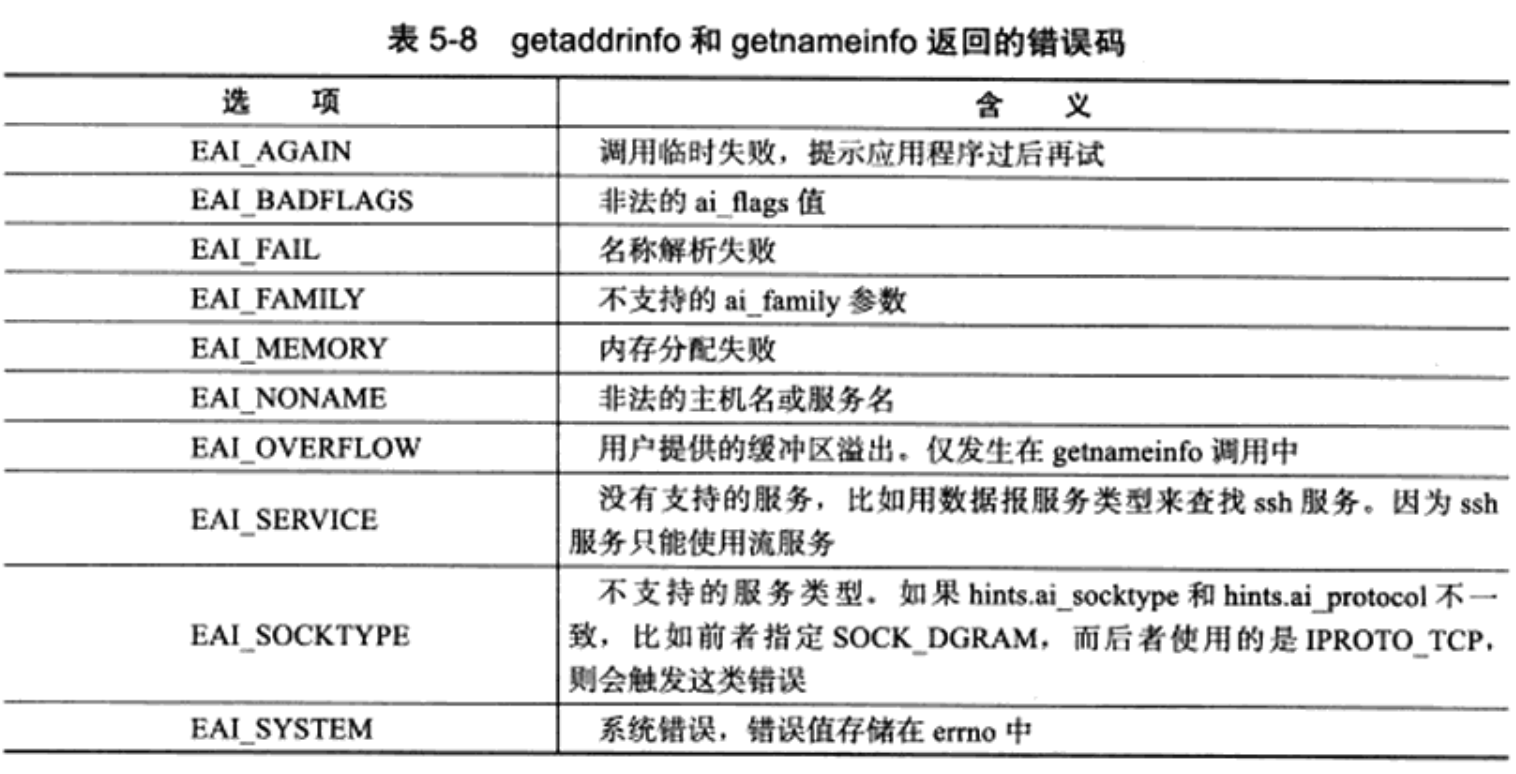 表 5-8 getaddrinfo 和 getnameinfo 返回的错误码
选 项 含 义
EAI_AGAIN 调用临时失败，提示应用程序过后再试
EAI_BADFLAGS 非法的 ai_flags 值
EAI_FAIL 名称解析失败
EAI_FAMILY 不支持的 ai_family 参数
EAI_MEMORY 内存分配失败
EAI_NONAME 非法的主机名或服务名
EAI_OVERFLOW 用户提供的缓冲区溢出。仅发生在 getnameinfo 调用中
EAI_SERVICE 没有支持的服务，比如用数据报服务类型来查找 ssh 服务。因为 ssh
服务只能使用流服务
EAI_SOCKTYPE 不支持的服务类型。如果 hints.ai_socktype 和 hints.ai_protocol 不一
致，比如前者指定 SOCK_DGRAM，而后者使用的是 IPROTO_TCP，
则会触发这类错误
EAI_SYSTEM 系统错误，错误值存储在 errno 中